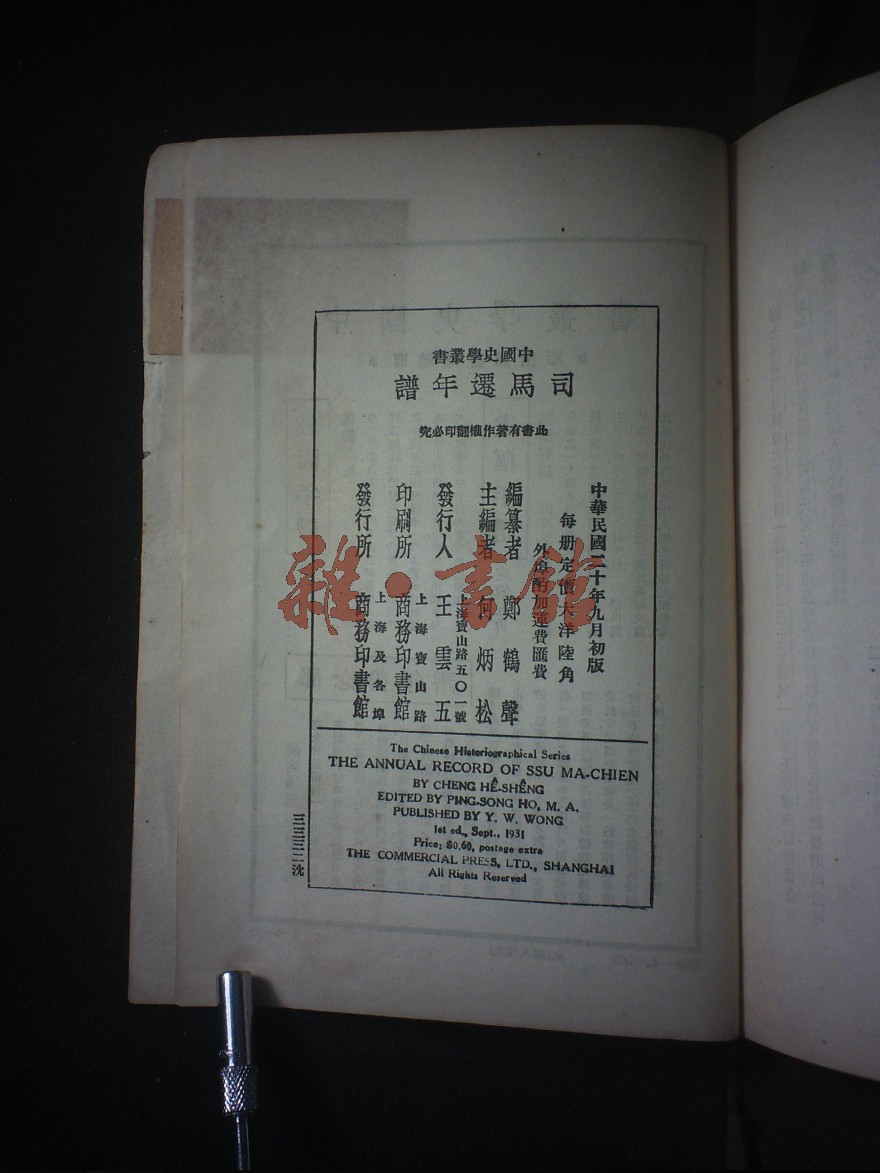 中國史學叢書
司馬遷年譜
此書有著作權翻印必究
中華民國二十年九月初版
每册定價大洋陸角
外埠酌加運費匯費
編纂者 鄭鶴聲
主編者 何炳松
上海寶山路五〇一號
發行人 王雲五
上海寶山路
印刷所 商務印書館
上海及各埠
發行所 商務印書館
The Chinese Historiographical Series
THE ANNUAL RECORD OF SSU MA-CHIEN
BY CHENG HÊ-SHÊNG
EDITED BY PING-SONG HO, M. A.
PUBLISHED BY Y. W. WONG
1st ed., Sept., 1931
Price: $0.60, postage extra
THE COMMERCIAL PRESS, LTD., SHANGHAI
All Rights Reserved
雜·書館